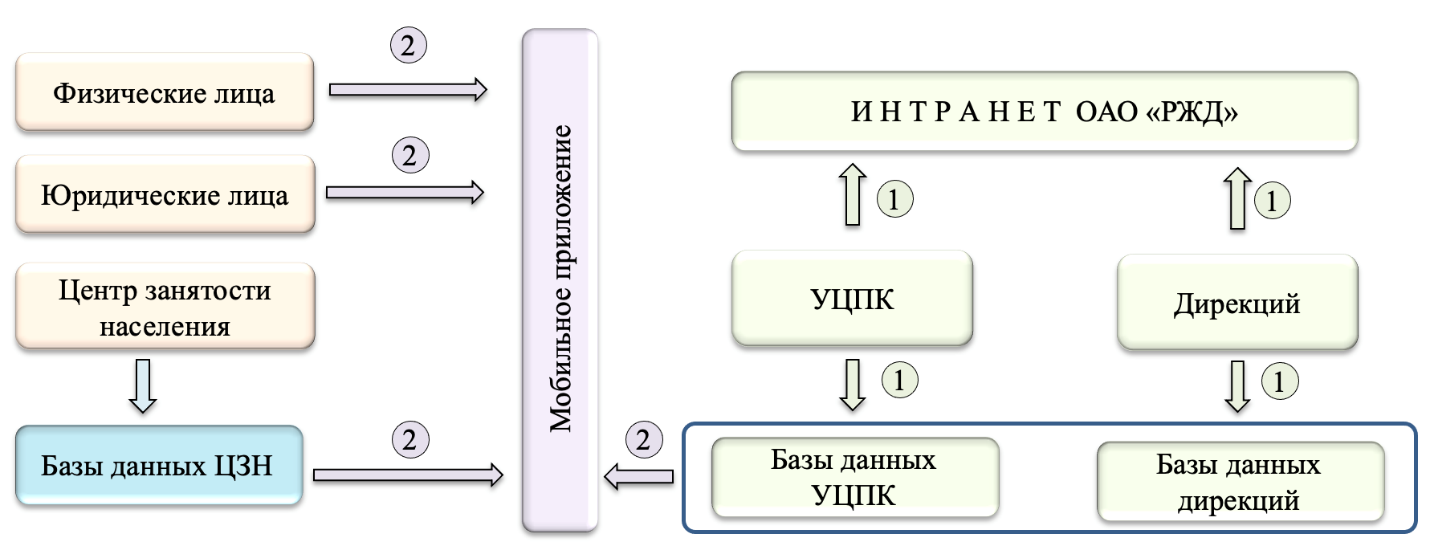 2
Физические лица
2
Юридические лица
Центр занятости
населения
2
Базы данных ЦЗН
Мобильное приложение
И Н Т Р А Н Е Т ОАО «РЖД»
1
1
УЦПК
Дирекций
1
1
2
Базы данных
УЦПК
Базы данных
дирекций